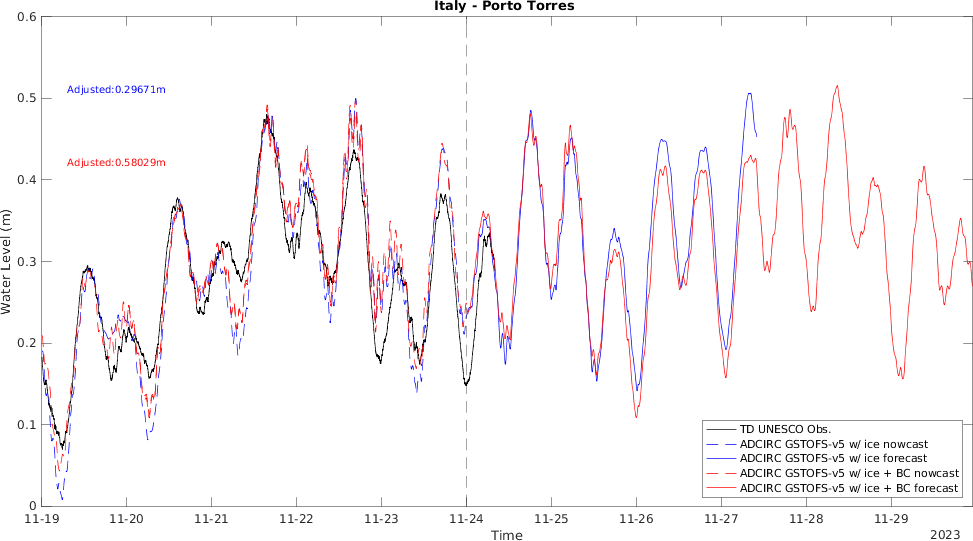 Italy - Porto Torres
Water Level (m)
0.6
0.5
0.4
0.3
0.2
0.1
0
Adjusted:0.29671m
Adjusted:0.58029m
TD UNESCO Obs.
ADCIRC GSTOFS-v5 w/ ice nowcast
ADCIRC GSTOFS-v5 w/ ice forecast
ADCIRC GSTOFS-v5 w/ ice + BC nowcast
ADCIRC GSTOFS-v5 w/ ice + BC forecast
11-19 11-20 11-21 11-22 11-23 11-24 11-25 11-26 11-27 11-28 11-29
Time
2023